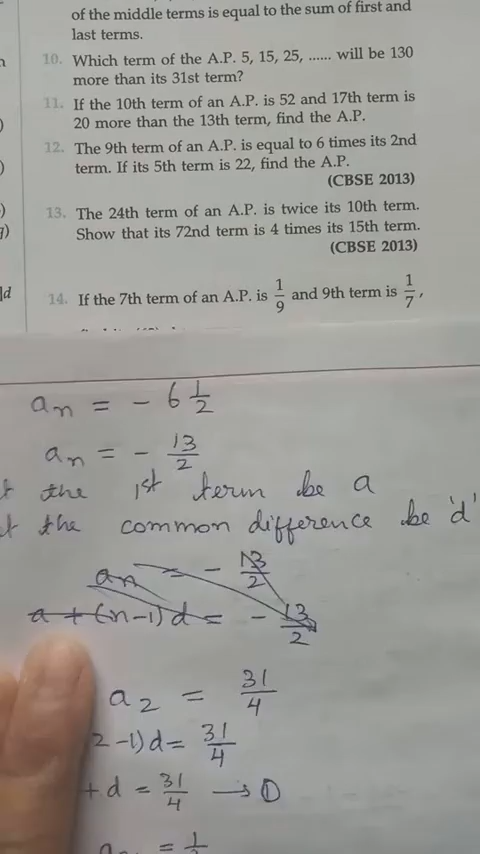 of the middle terms is equal to the sum of first and
last terms.
10. Which term of the A.P. 5, 15, 25, ...... will be 130
more than its 31st term?
11. If the 10th term of an A.P. is 52 and 17th term is
20 more than the 13th term, find the A.P.
12. The 9th term of an A.P. is equal to 6 times its 2nd
term. If its 5th term is 22, find the A.P.
(CBSE 2013)
13. The 24th term of an A.P. is twice its 10th term.
Show that its 72nd term is 4 times its 15th term.
(CBSE 2013)
14. If the 7th term of an A.P. is 1/9 and 9th term is 1/7,
an = - 6 1/2
an = - 13/2
the 1st term be a
the common difference be 'd'
an = - 13/2
a + (n-1)d = - 13/2
a2 = 31/4
2-1)d = 31/4
+ d = 31/4 → ①